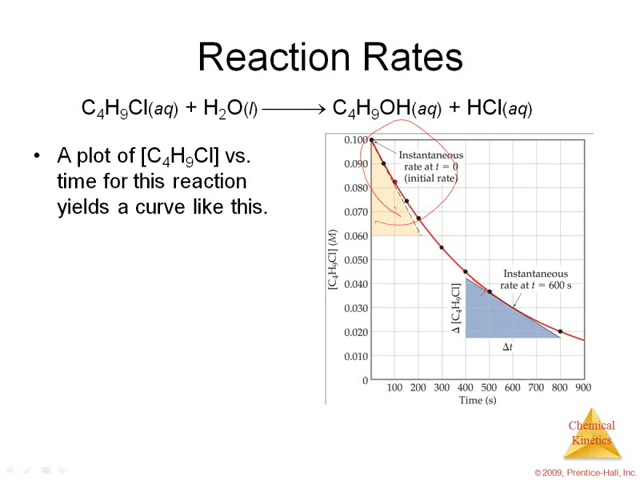 Reaction Rates
C₄H₉Cl(aq) + H₂O(l) ⟶ C₄H₉OH(aq) + HCl(aq)
• A plot of [C₄H₉Cl] vs.
time for this reaction
yields a curve like this.
0.100
0.090
0.080
0.070
0.060
0.050
0.040
0.030
0.020
0.010
0
[C₄H₉Cl] (M)
Instantaneous
rate at t = 0
(initial rate)
Instantaneous
rate at t = 600 s
Δ [C₄H₉Cl]
Δt
100 200 300 400 500 600 700 800 900
Time (s)
Chemical
Kinetics
© 2009, Prentice-Hall, Inc.